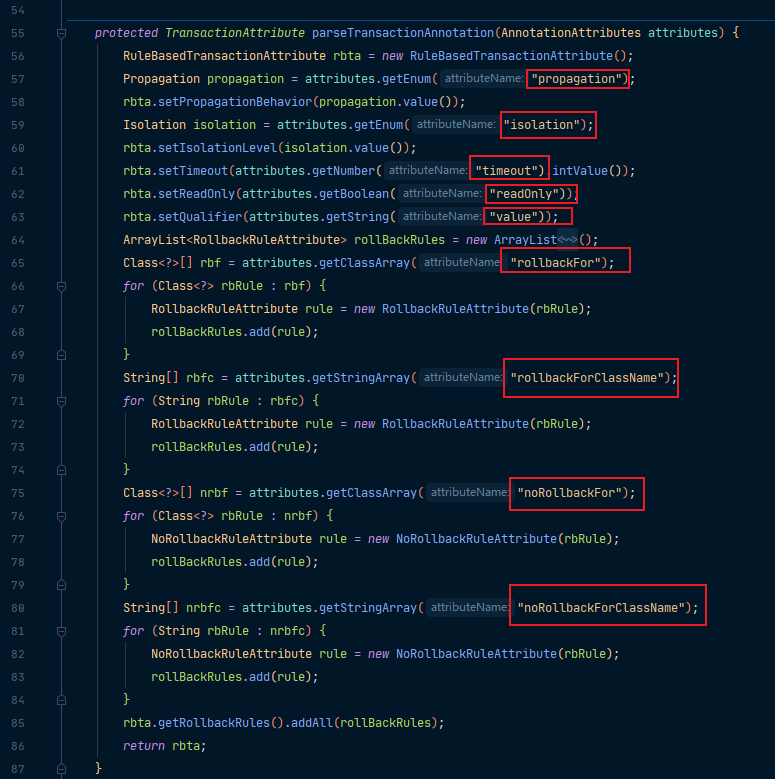 54
55 protected TransactionAttribute parseTransactionAnnotation(AnnotationAttributes attributes) {
56 RuleBasedTransactionAttribute rbta = new RuleBasedTransactionAttribute();
57 Propagation propagation = attributes.getEnum( attributeName: "propagation");
58 rbta.setPropagationBehavior(propagation.value());
59 Isolation isolation = attributes.getEnum( attributeName: "isolation");
60 rbta.setIsolationLevel(isolation.value());
61 rbta.setTimeout(attributes.getNumber( attributeName: "timeout").intValue());
62 rbta.setReadOnly(attributes.getBoolean( attributeName: "readOnly"));
63 rbta.setQualifier(attributes.getString( attributeName: "value"));
64 ArrayList<RollbackRuleAttribute> rollBackRules = new ArrayList<~>();
65 Class<?>[] rbf = attributes.getClassArray( attributeName: "rollbackFor");
66 for (Class<?> rbRule : rbf) {
67 RollbackRuleAttribute rule = new RollbackRuleAttribute(rbRule);
68 rollBackRules.add(rule);
69 }
70 String[] rbfc = attributes.getStringArray( attributeName: "rollbackForClassName");
71 for (String rbRule : rbfc) {
72 RollbackRuleAttribute rule = new RollbackRuleAttribute(rbRule);
73 rollBackRules.add(rule);
74 }
75 Class<?>[] nrbf = attributes.getClassArray( attributeName: "noRollbackFor");
76 for (Class<?> rbRule : nrbf) {
77 NoRollbackRuleAttribute rule = new NoRollbackRuleAttribute(rbRule);
78 rollBackRules.add(rule);
79 }
80 String[] nrbfc = attributes.getStringArray( attributeName: "noRollbackForClassName");
81 for (String rbRule : nrbfc) {
82 NoRollbackRuleAttribute rule = new NoRollbackRuleAttribute(rbRule);
83 rollBackRules.add(rule);
84 }
85 rbta.getRollbackRules().addAll(rollBackRules);
86 return rbta;
87 }